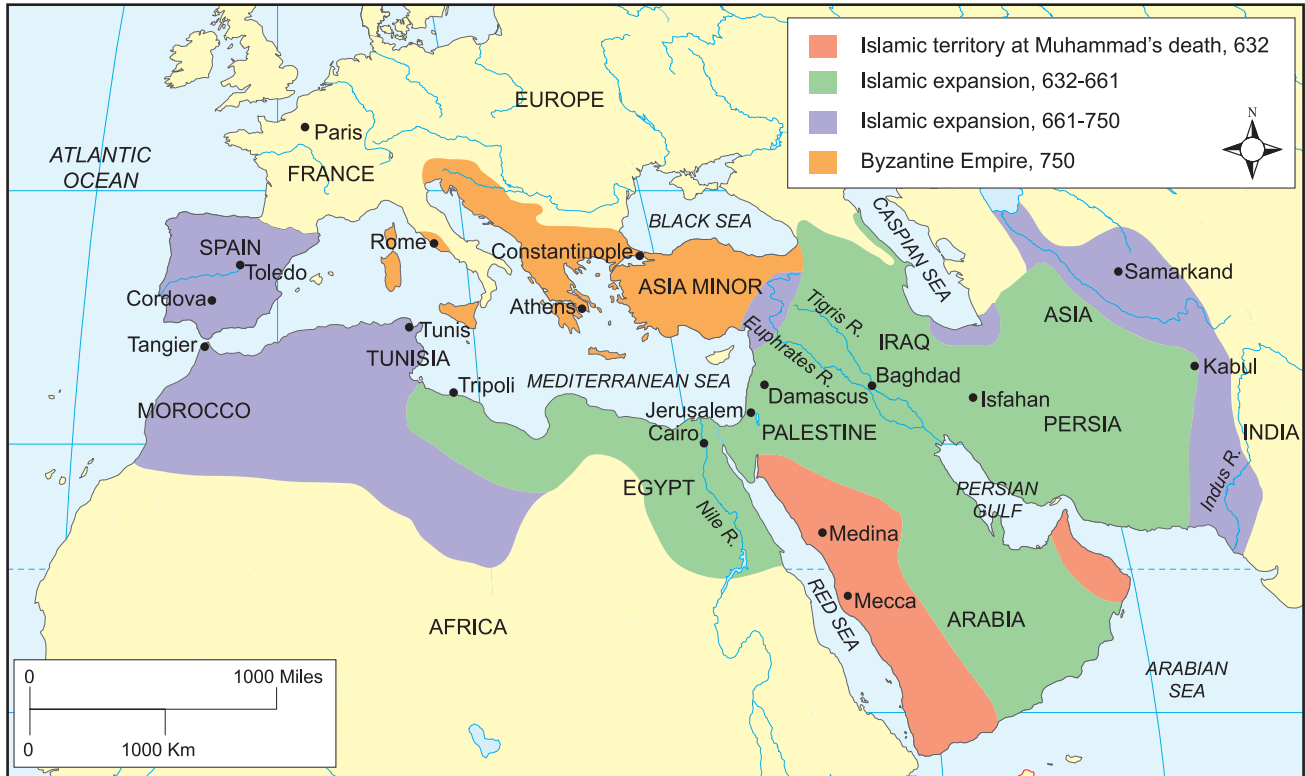 Islamic territory at Muhammad's death, 632
Islamic expansion, 632-661
Islamic expansion, 661-750
Byzantine Empire, 750
N
EUROPE
Paris
ATLANTIC
OCEAN
FRANCE
BLACK SEA
CASPIAN SEA
SPAIN
Rome
Constantinople
Toledo
Samarkand
ASIA MINOR
Cordova
Athens
Tigris R.
ASIA
Tunis
Tangier
TUNISIA
Euphrates R.
IRAQ
Kabul
MEDITERRANEAN SEA
Baghdad
Tripoli
Damascus
Isfahan
MOROCCO
Jerusalem
PERSIA
Cairo
PALESTINE
INDIA
EGYPT
PERSIAN
GULF
Indus R.
Nile R.
Medina
Mecca
RED SEA
ARABIA
AFRICA
ARABIAN
SEA
0 1000 Miles
0 1000 Km